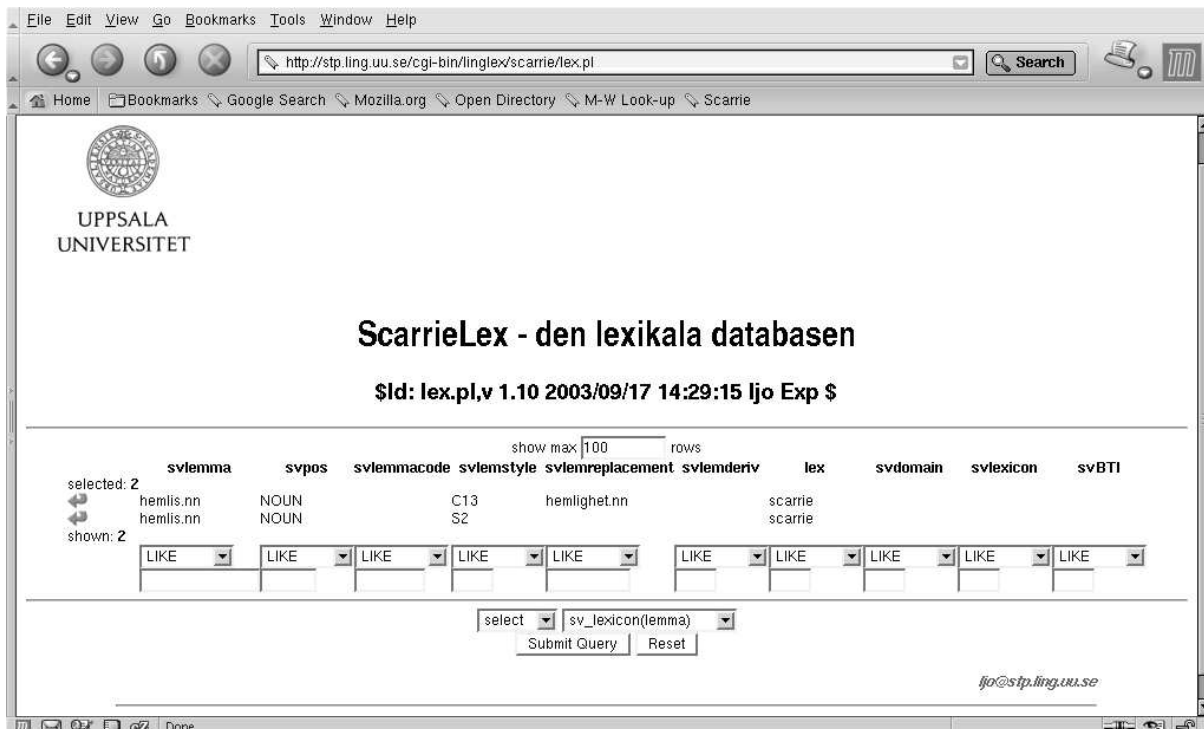 File Edit View Go Bookmarks Tools Window Help
http://stp.ling.uu.se/cgi-bin/linglex/scarrie/lex.pl Search
Home Bookmarks Google Search Mozilla.org Open Directory M-W Look-up Scarrie
UPPSALA
UNIVERSITET
ScarrieLex - den lexikala databasen
$Id: lex.pl,v 1.10 2003/09/17 14:29:15 ljo Exp $
show max 100 rows
svlemma svpos svlemmacode svlemstyle svlemreplacement svlemderiv lex svdomain svlexicon svBTI
selected: 2
hemlis.nn NOUN C13 hemlighet.nn scarrie
hemlis.nn NOUN S2 scarrie
shown: 2
LIKE LIKE LIKE LIKE LIKE LIKE LIKE LIKE LIKE LIKE
select sv_lexicon(lemma)
Submit Query Reset
ljo@stp.ling.uu.se
Done